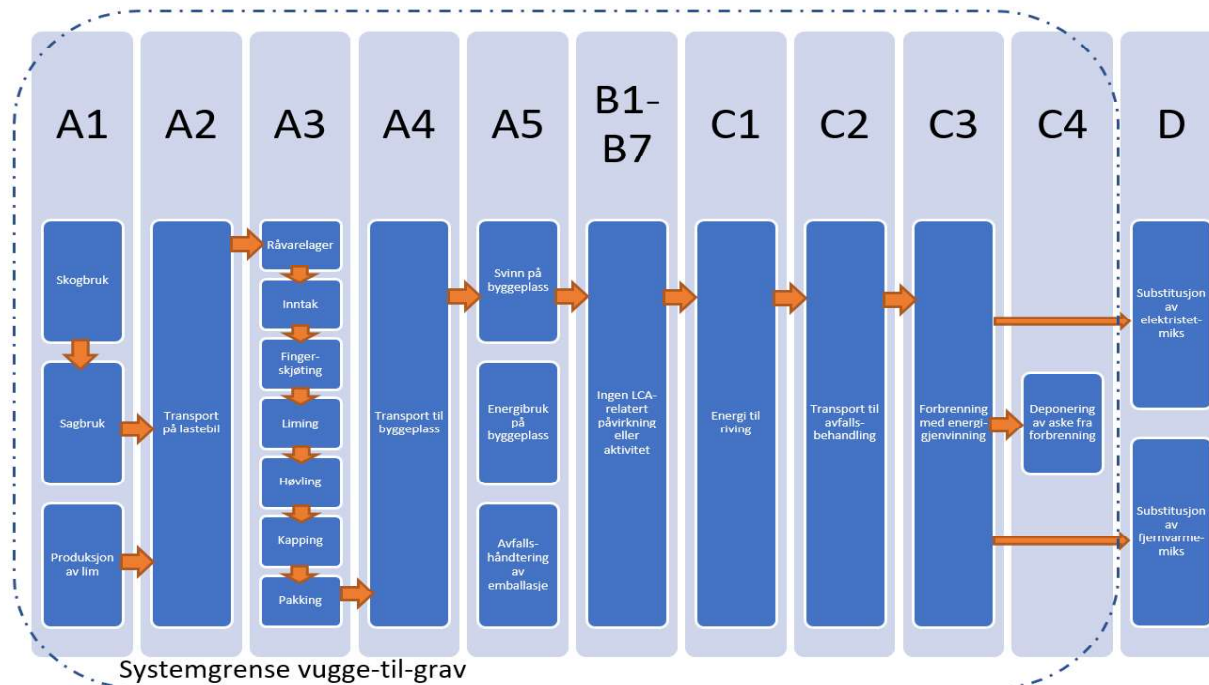 A1
Skogbruk
Sagbruk
Produksjon
av lim
A2
Transport
på lastebil
A3
Råvarelager
Inntak
Finger-
skjøting
Liming
Høvling
Kapping
Pakking
A4
Transport til
byggeplass
A5
Svinn på
byggeplass
Energibruk
på
byggeplass
Avfalls-
håndtering
av
emballasje
B1-
B7
Ingen LCA-
relatert
påvirkning
eller
aktivitet
C1
Energi til
riving
C2
Transport til
avfalls-
behandling
C3
Forbrenning
med energi-
gjenvinning
C4
Deponering
av aske fra
forbrenning
D
Substitusjon
av
elektristet-
miks
Substitusjon
av
fjernvarme-
miks
Systemgrense vugge-til-grav